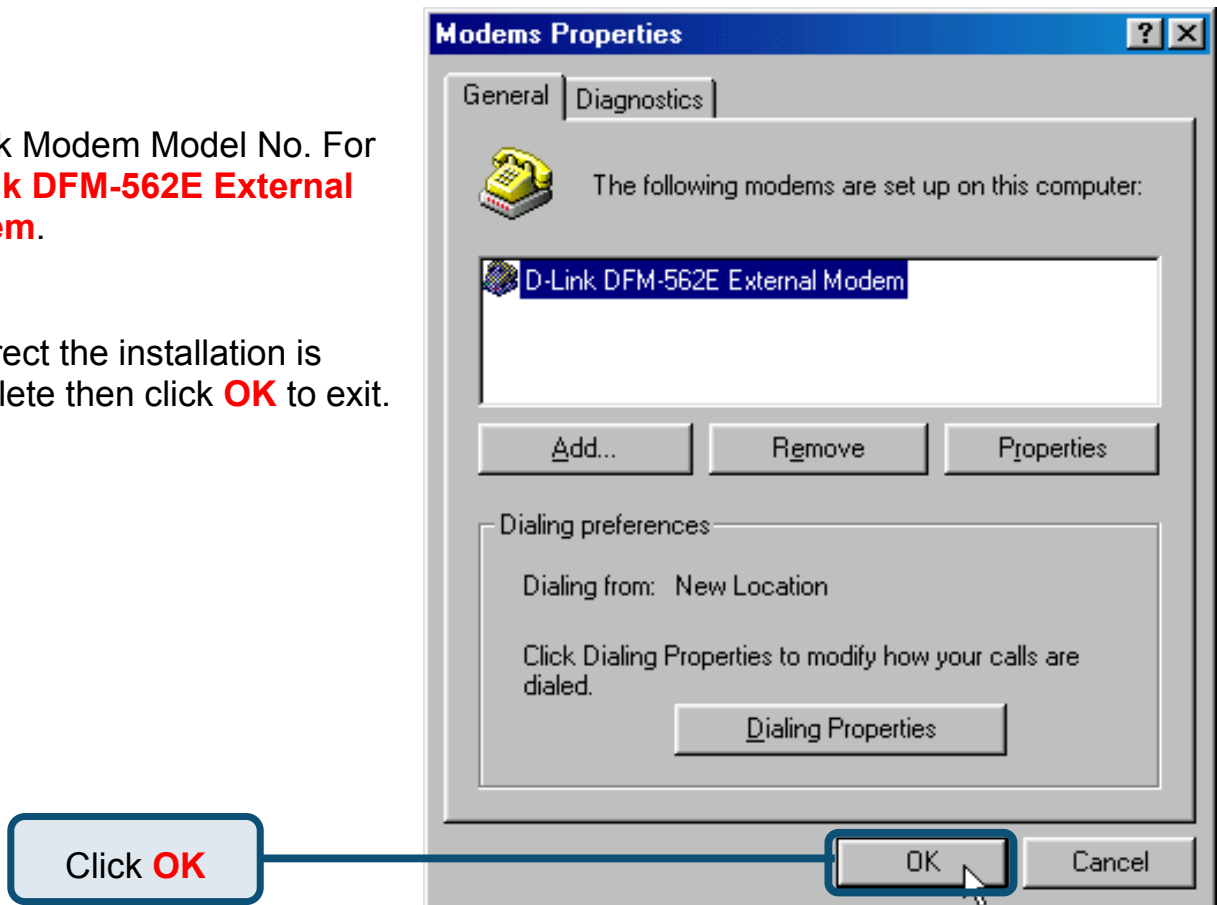 k Modem Model No. For
k DFM-562E External
em.
rect the installation is
lete then click OK to exit.
Click OK
Modems Properties
General
Diagnostics
The following modems are set up on this computer:
D-Link DFM-562E External Modem
Add...
Remove
Properties
Dialing preferences
Dialing from: New Location
Click Dialing Properties to modify how your calls are
dialed.
Dialing Properties
OK
Cancel